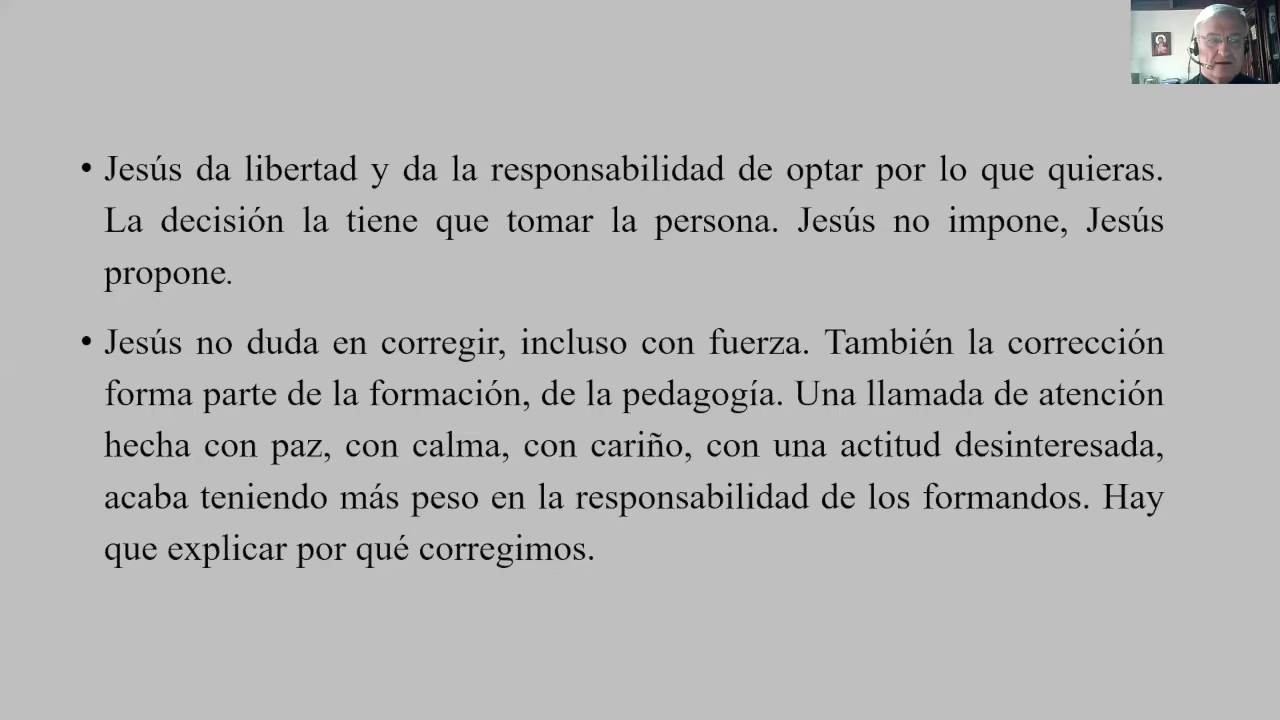 • Jesús da libertad y da la responsabilidad de optar por lo que quieras.
La decisión la tiene que tomar la persona. Jesús no impone, Jesús
propone.
• Jesús no duda en corregir, incluso con fuerza. También la corrección
forma parte de la formación, de la pedagogía. Una llamada de atención
hecha con paz, con calma, con cariño, con una actitud desinteresada,
acaba teniendo más peso en la responsabilidad de los formandos. Hay
que explicar por qué corregimos.